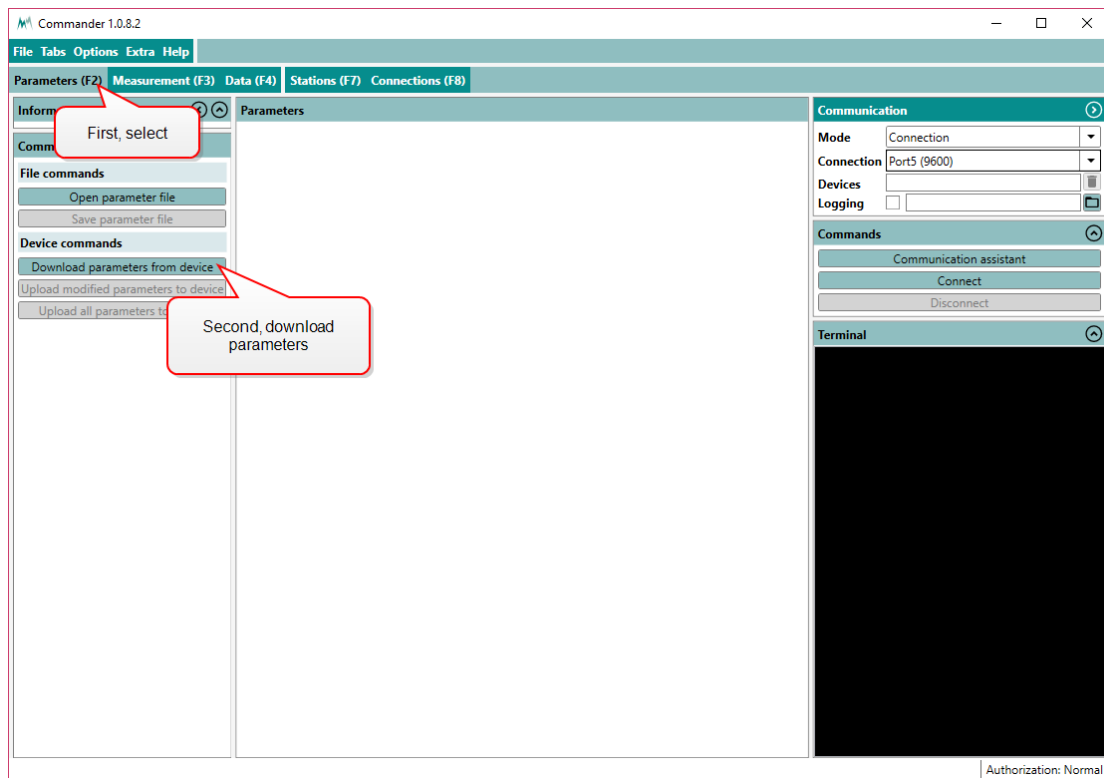 Commander 1.0.8.2
File Tabs Options Extra Help
Parameters (F2) Measurement (F3) Data (F4) Stations (F7) Connections (F8)
First, select
File commands
Open parameter file
Save parameter file
Device commands
Download parameters from device
Upload modified parameters to device
Upload all parameters to
Second, download
parameters
Parameters
Communication
Mode Connection
Connection Port5 (9600)
Devices
Logging
Commands
Communication assistant
Connect
Disconnect
Terminal
Authorization: Normal